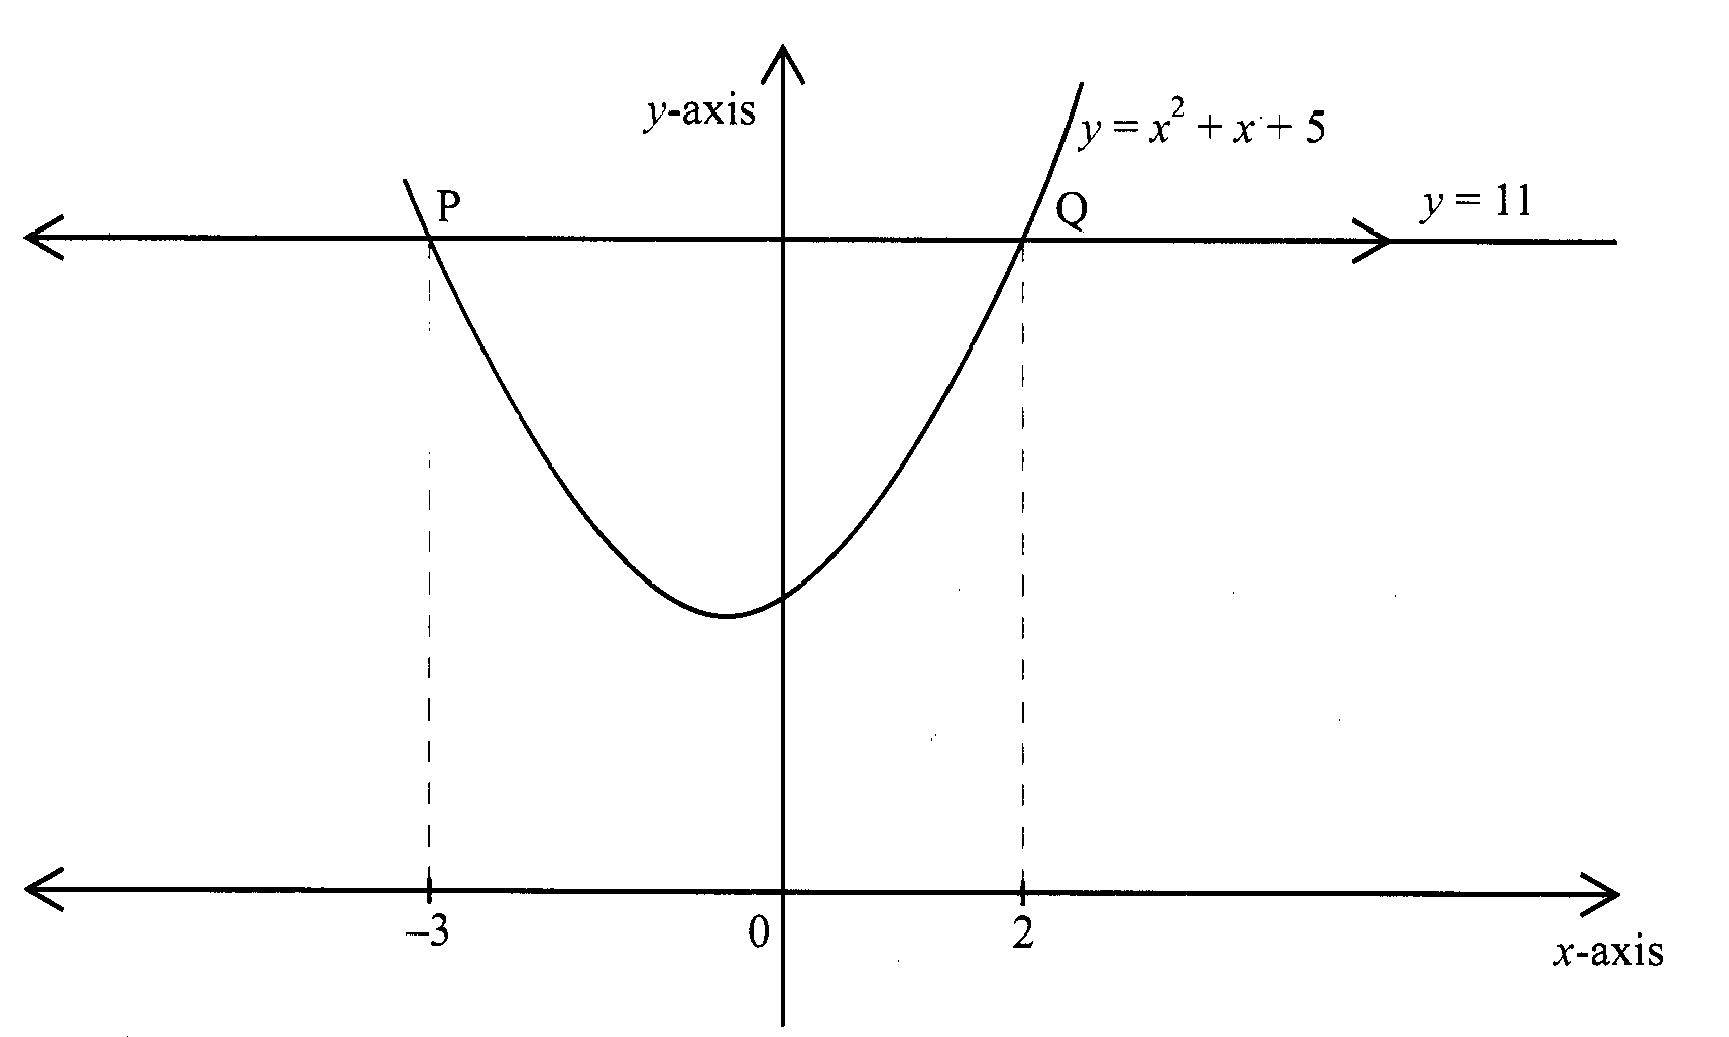 y-axis
y = x² + x + 5
P
Q
y = 11
–3
0
2
x-axis